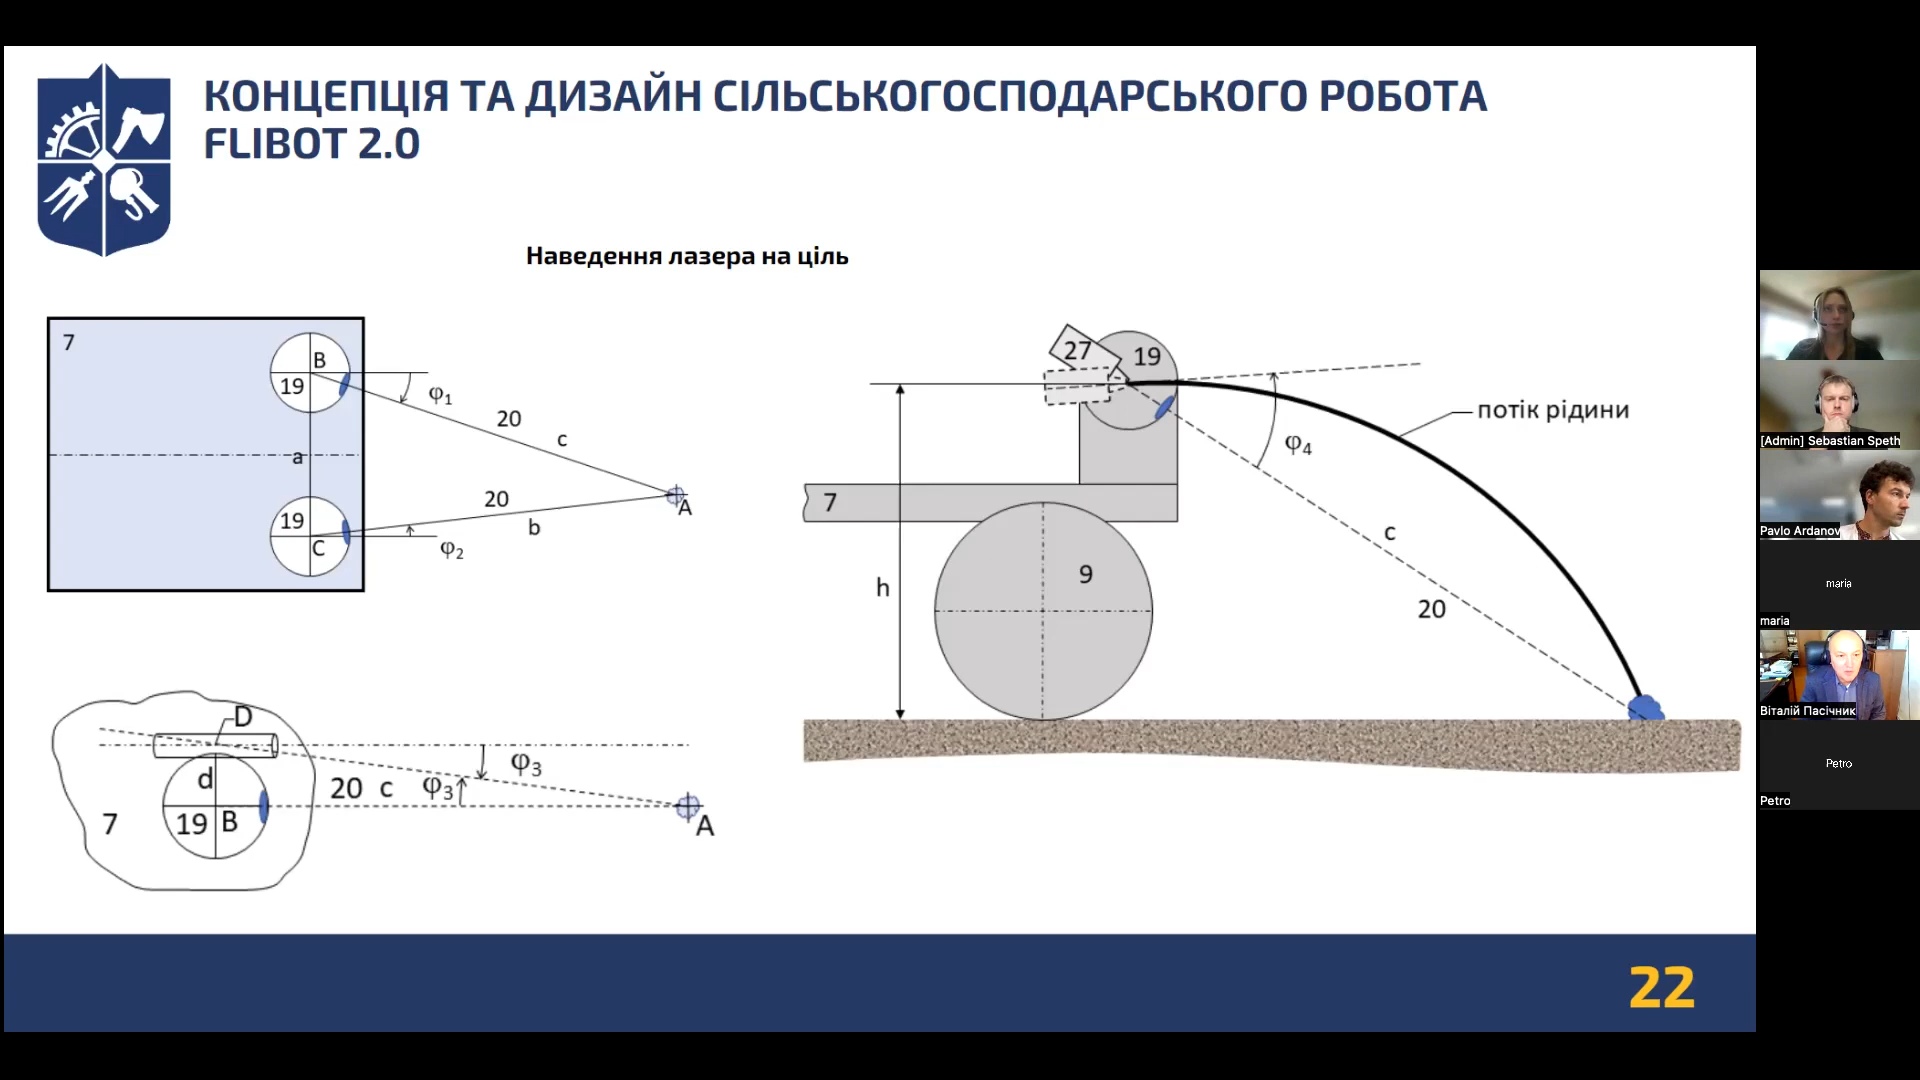 КОНЦЕПЦІЯ ТА ДИЗАЙН СІЛЬСЬКОГОСПОДАРСЬКОГО РОБОТА
FLIBOT 2.0
Наведення лазера на ціль
7
B
19
φ1
20
c
a
19
C
20
b
φ2
A
D
d
20 c φ3
φ3
7
19 B
A
27
19
потік рідини
φ4
7
c
h
9
20
22
[Admin] Sebastian Speth
Pavlo Ardanov
maria
maria
Віталій Пасічник
Petro
Petro